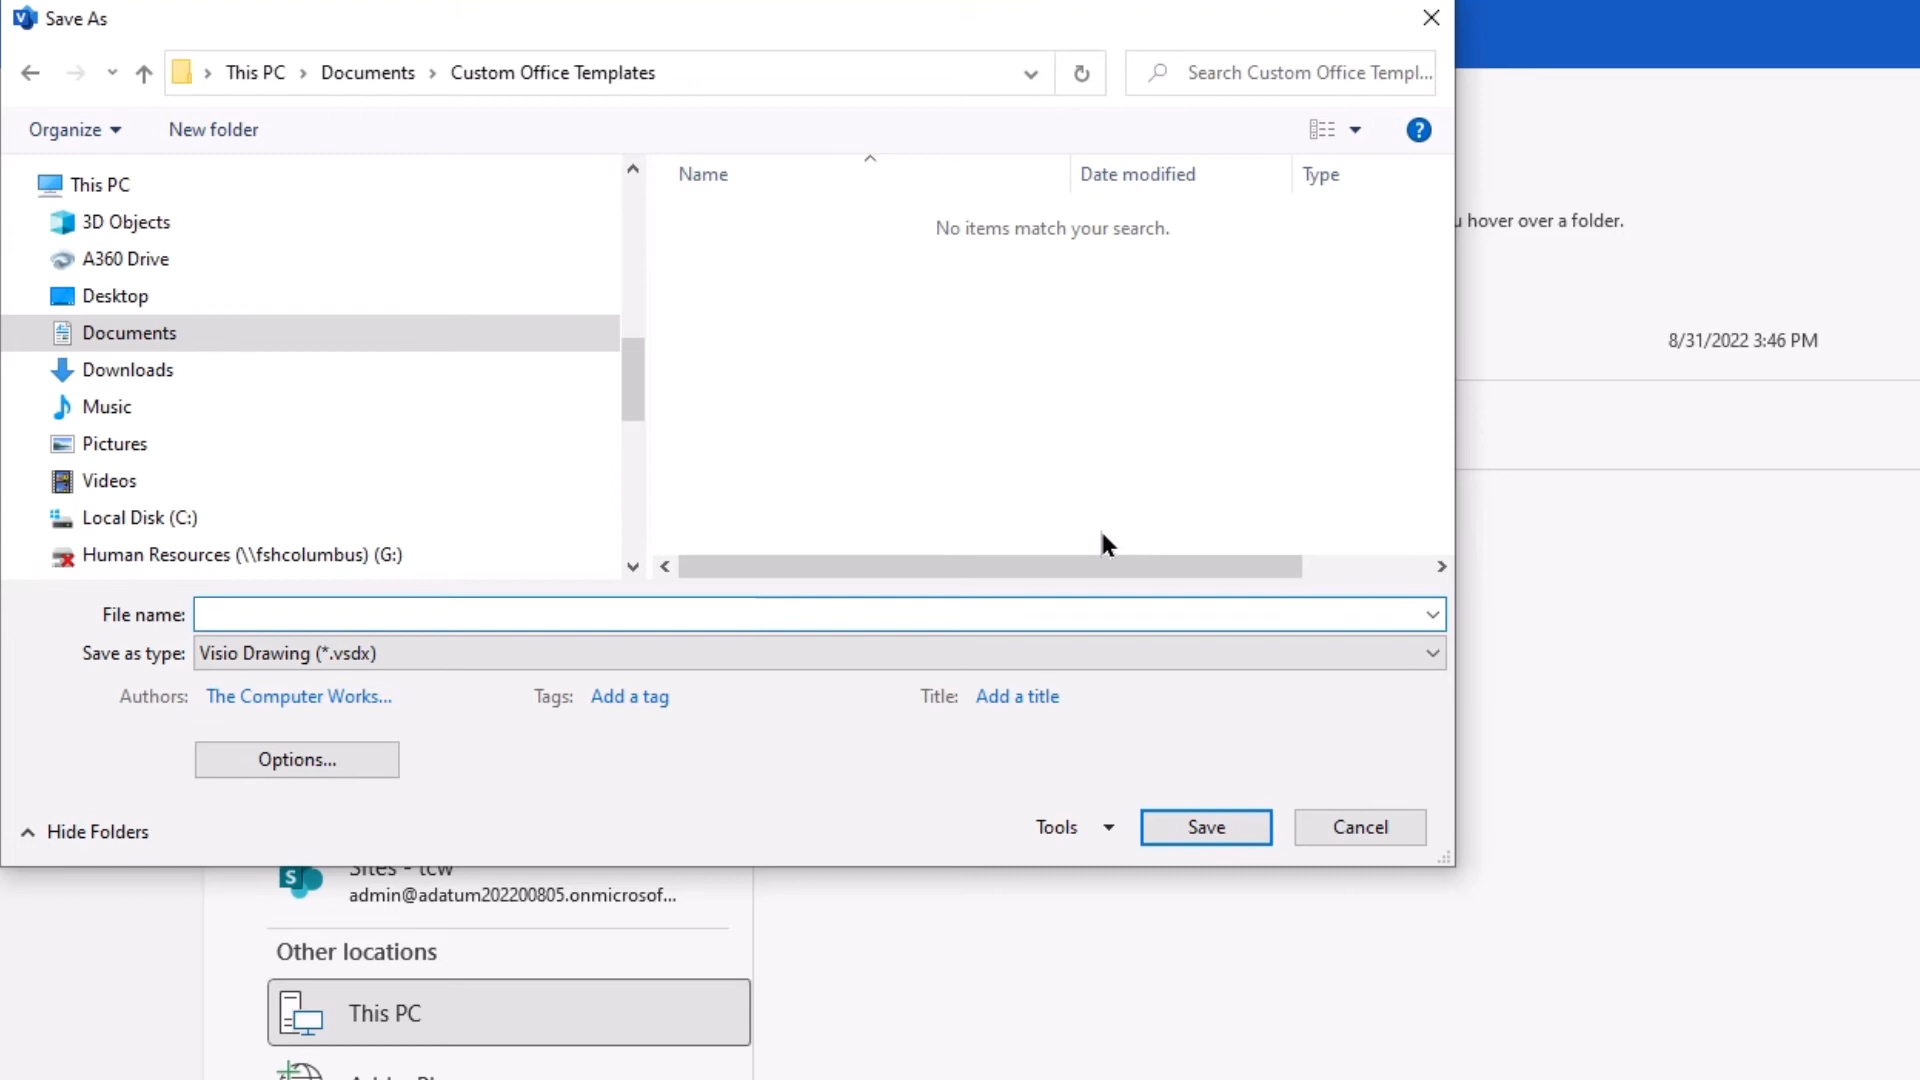 Save As
This PC > Documents > Custom Office Templates
Search Custom Office Templ...
Organize
New folder
?
Name
Date modified
Type
No items match your search.
This PC
3D Objects
A360 Drive
Desktop
Documents
Downloads
Music
Pictures
Videos
Local Disk (C:)
Human Resources (\\fshcolumbus) (G:)
u hover over a folder.
8/31/2022 3:46 PM
File name:
Save as type: Visio Drawing (*.vsdx)
Authors: The Computer Works...
Tags: Add a tag
Title: Add a title
Options...
Hide Folders
Tools
Save
Cancel
Sites - tcw
admin@adatum202200805.onmicrosof...
Other locations
This PC